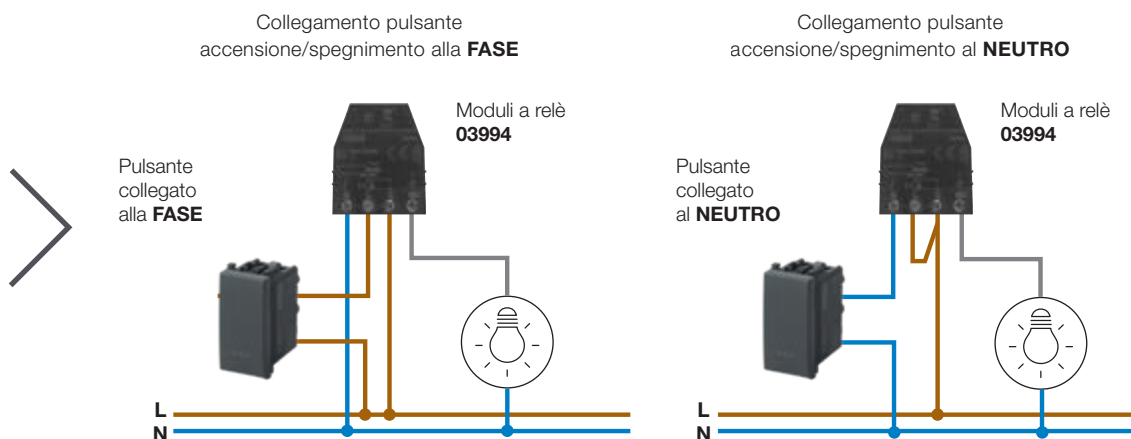 Collegamento pulsante
accensione/spegnimento alla FASE
Moduli a relè
03994
Pulsante
collegato
alla FASE
L
N
Collegamento pulsante
accensione/spegnimento al NEUTRO
Moduli a relè
03994
Pulsante
collegato
al NEUTRO
L
N